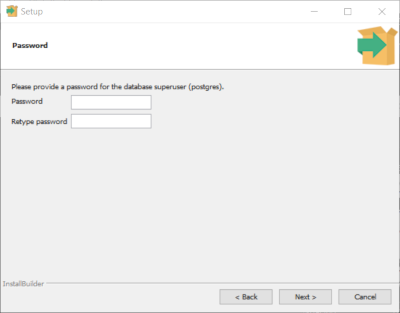 Setup
Password
Please provide a password for the database superuser (postgres).
Password
Retype password
InstallBuilder
< Back
Next >
Cancel